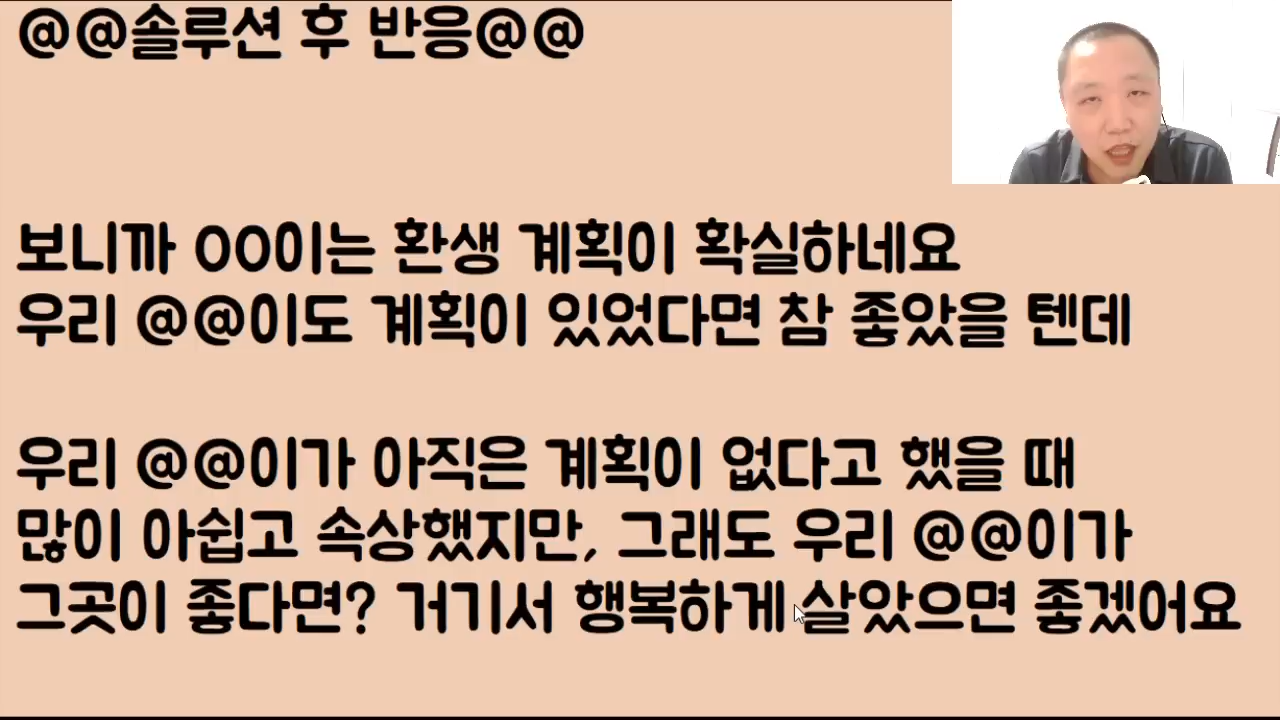 @@솔루션 후 반응@@
보니까 OO이는 환생 계획이 확실하네요
우리 @@이도 계획이 있었다면 참 좋았을 텐데
우리 @@이가 아직은 계획이 없다고 했을 때
많이 아쉽고 속상했지만, 그래도 우리 @@이가
그곳이 좋다면? 거기서 행복하게 살았으면 좋겠어요